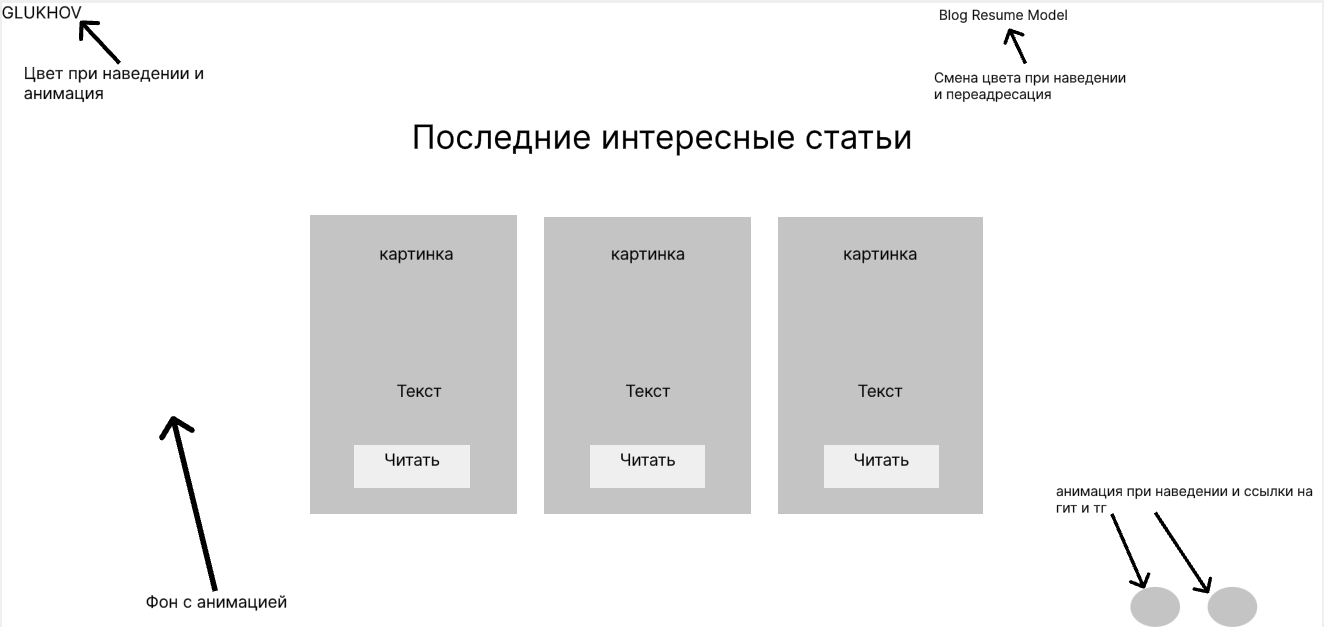 GLUKHOV
Blog Resume Model
Цвет при наведении и
анимация
Смена цвета при наведении
и переадресация
Последние интересные статьи
картинка
картинка
картинка
Текст
Текст
Текст
Читать
Читать
Читать
анимация при наведении и ссылки на
гит и тг
Фон с анимацией